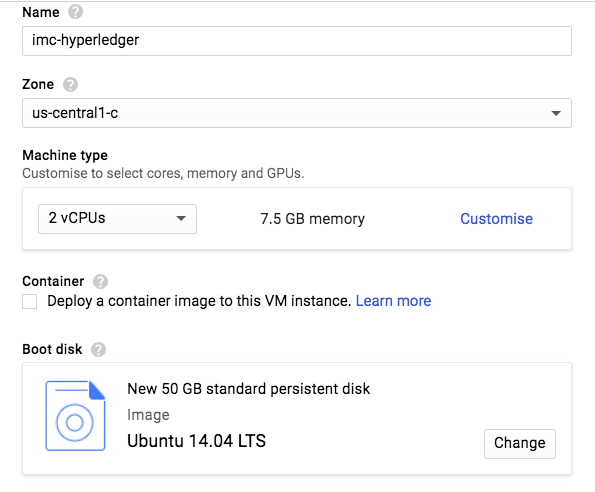 Name
imc-hyperledger
Zone
us-central1-c
Machine type
Customise to select cores, memory and GPUs.
2 vCPUs 7.5 GB memory Customise
Container
Deploy a container image to this VM instance. Learn more
Boot disk
New 50 GB standard persistent disk
Image
Ubuntu 14.04 LTS
Change